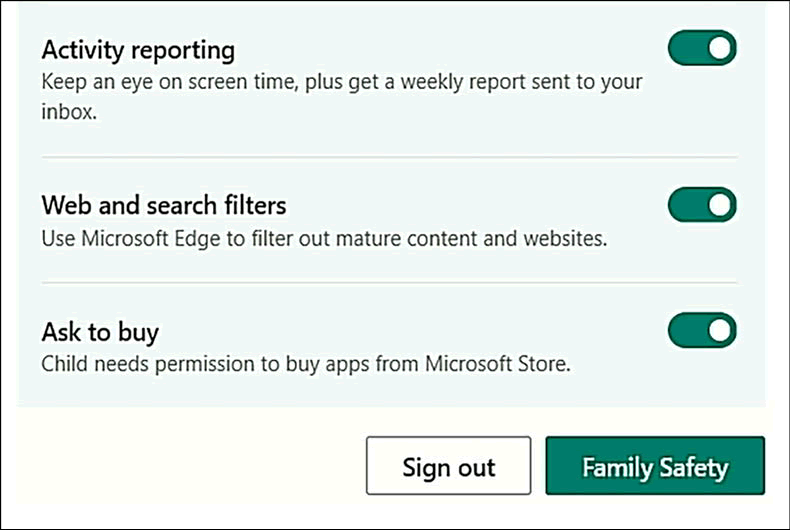 Activity reporting
Keep an eye on screen time, plus get a weekly report sent to your
inbox.
Web and search filters
Use Microsoft Edge to filter out mature content and websites.
Ask to buy
Child needs permission to buy apps from Microsoft Store.
Sign out
Family Safety